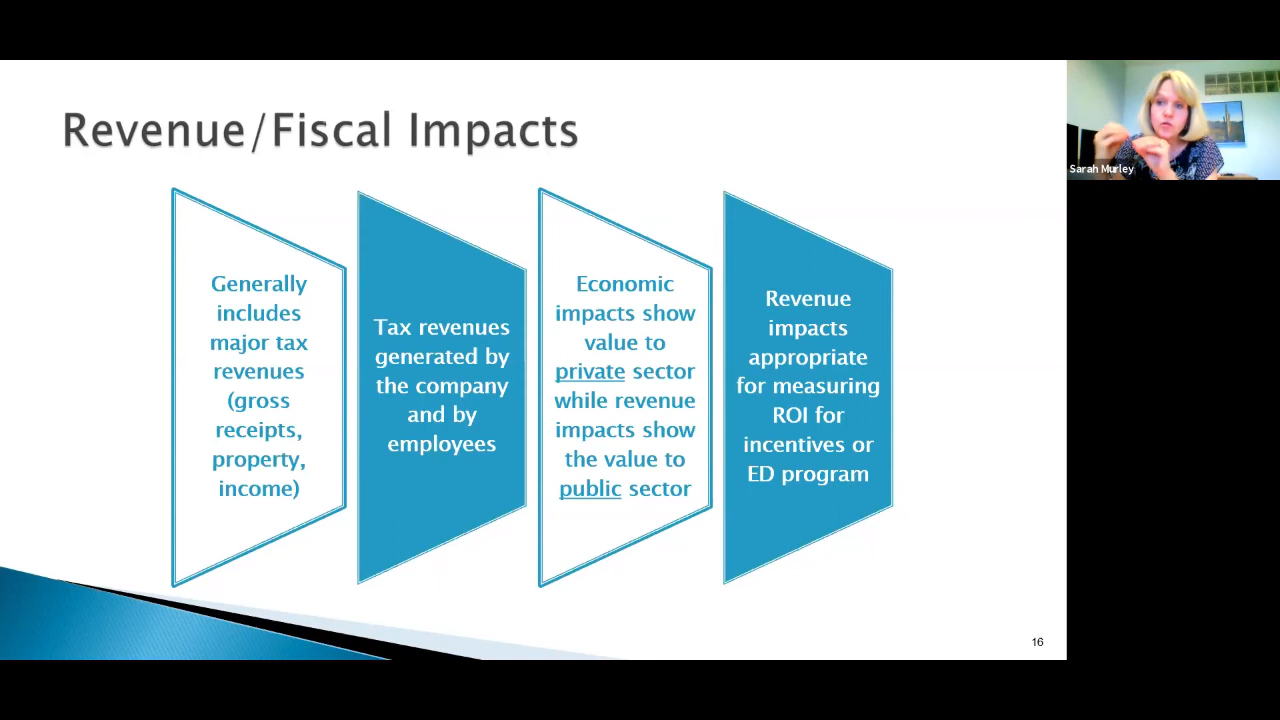 Revenue/Fiscal Impacts
Generally
includes
major tax
revenues
(gross
receipts,
property,
income)
Tax revenues
generated by
the company
and by
employees
Economic
impacts show
value to
private sector
while revenue
impacts show
the value to
public sector
Revenue
impacts
appropriate
for measuring
ROI for
incentives or
ED program
16
Sarah Murley